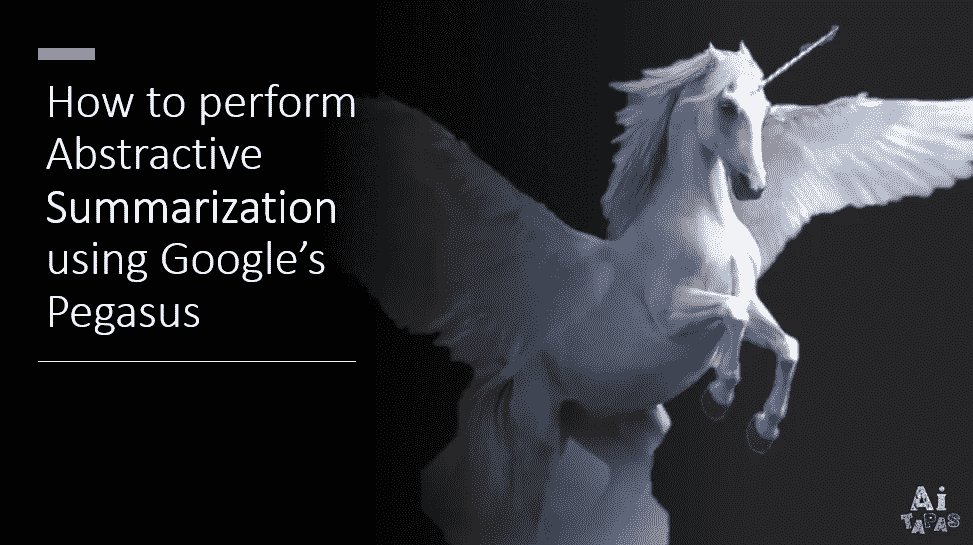 How to perform
Abstractive
Summarization
using Google's
Pegasus
Ai
TAPAS